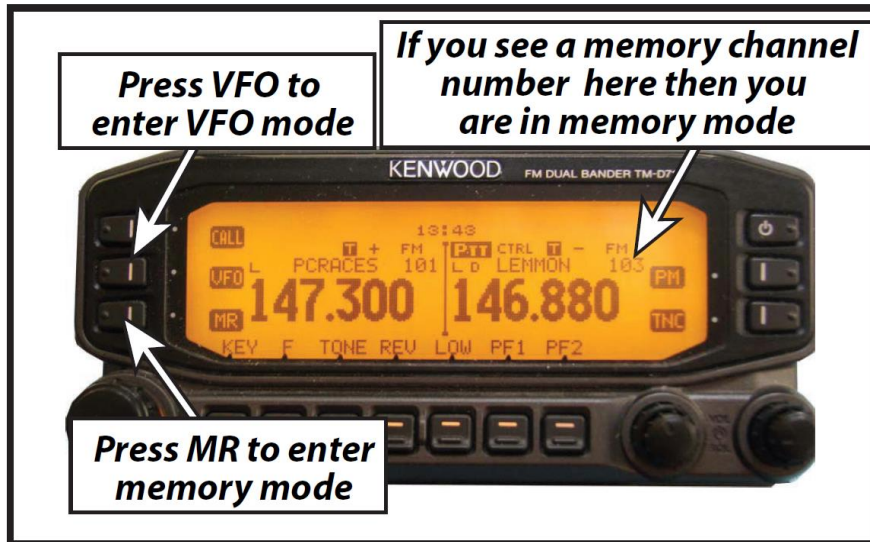 Press VFO to
enter VFO mode
If you see a memory channel
number here then you
are in memory mode
KENWOOD FM DUAL BANDER TM-D7
13:43
CALL T + FM PTT CTRL T - FM
L PCRACES 101 L D LEMMON 103
VFO PM
147.300 146.880
MR TNC
KEY F TONE REV LOW PF1 PF2
Press MR to enter
memory mode